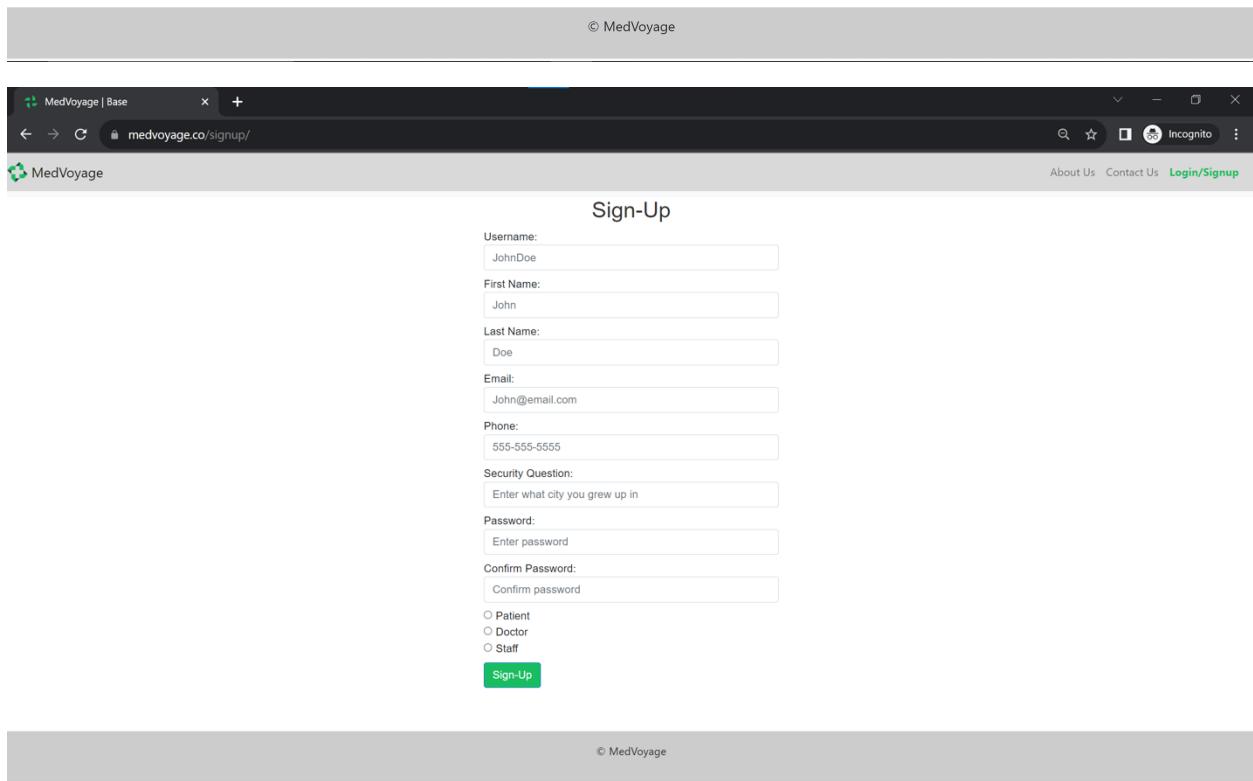 © MedVoyage
MedVoyage | Base
medvoyage.co/signup/
Incognito
MedVoyage
About Us Contact Us Login/Signup
Sign-Up
Username:
JohnDoe
First Name:
John
Last Name:
Doe
Email:
John@email.com
Phone:
555-555-5555
Security Question:
Enter what city you grew up in
Password:
Enter password
Confirm Password:
Confirm password
Patient
Doctor
Staff
Sign-Up
© MedVoyage